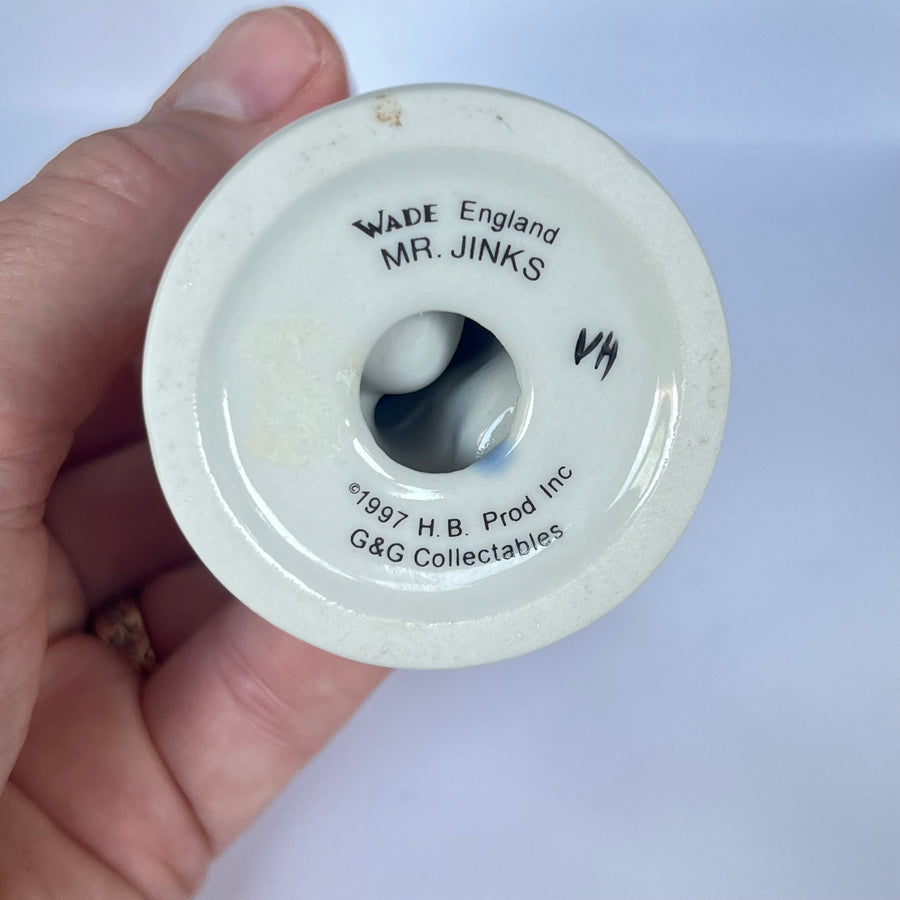 WADE England
MR. JINKS
VH
©1997 H.B. Prod Inc
G&G Collectables